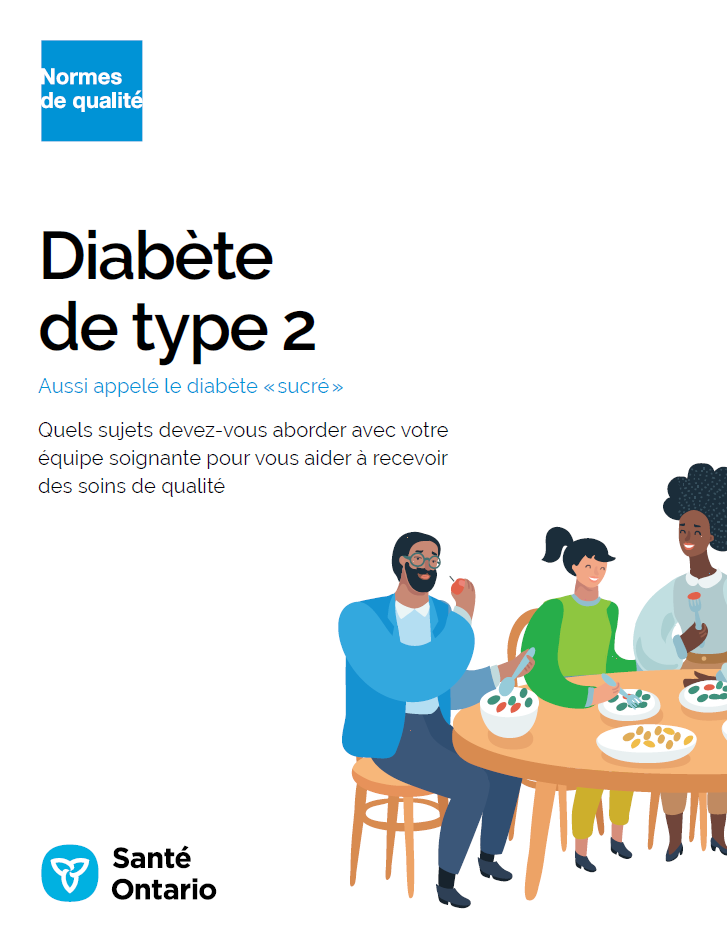 Normes
de qualité
Diabète
de type 2
Aussi appelé le diabète «sucré»
Quels sujets devez-vous aborder avec votre
équipe soignante pour vous aider à recevoir
des soins de qualité
Santé
Ontario